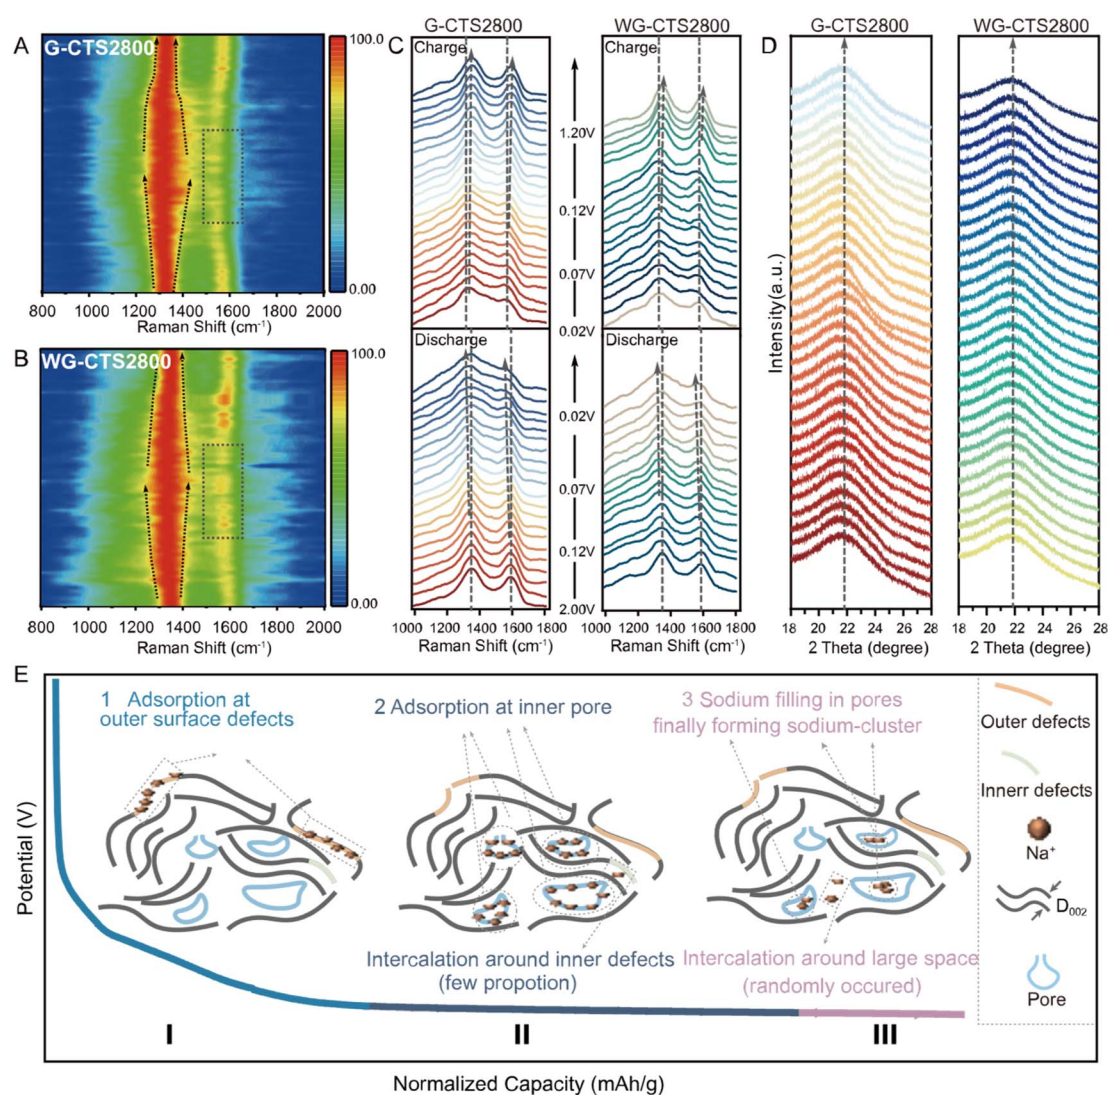 A
G-CTS2800
100.0
0.00
800 1000 1200 1400 1600 1800 2000
Raman Shift (cm⁻¹)
B
WG-CTS2800
100.0
0.00
800 1000 1200 1400 1600 1800 2000
Raman Shift (cm⁻¹)
C
G-CTS2800
WG-CTS2800
Charge
Charge
1.20V
0.12V
0.07V
0.02V
Discharge
Discharge
0.02V
0.07V
0.12V
2.00V
1000 1200 1400 1600 1800
1000 1200 1400 1600 1800
Raman Shift (cm⁻¹)
Raman Shift (cm⁻¹)
D
G-CTS2800
WG-CTS2800
Intensity(a.u.)
18 20 22 24 26 28
18 20 22 24 26 28
2 Theta (degree)
2 Theta (degree)
E
1 Adsorption at
outer surface defects
2 Adsorption at inner pore
3 Sodium filling in pores
finally forming sodium-cluster
Intercalation around inner defects
(few propotion)
Intercalation around large space
(randomly occured)
Outer defects
Innerr defects
Na⁺
D₀₀₂
Pore
I
II
III
Potential (V)
Normalized Capacity (mAh/g)